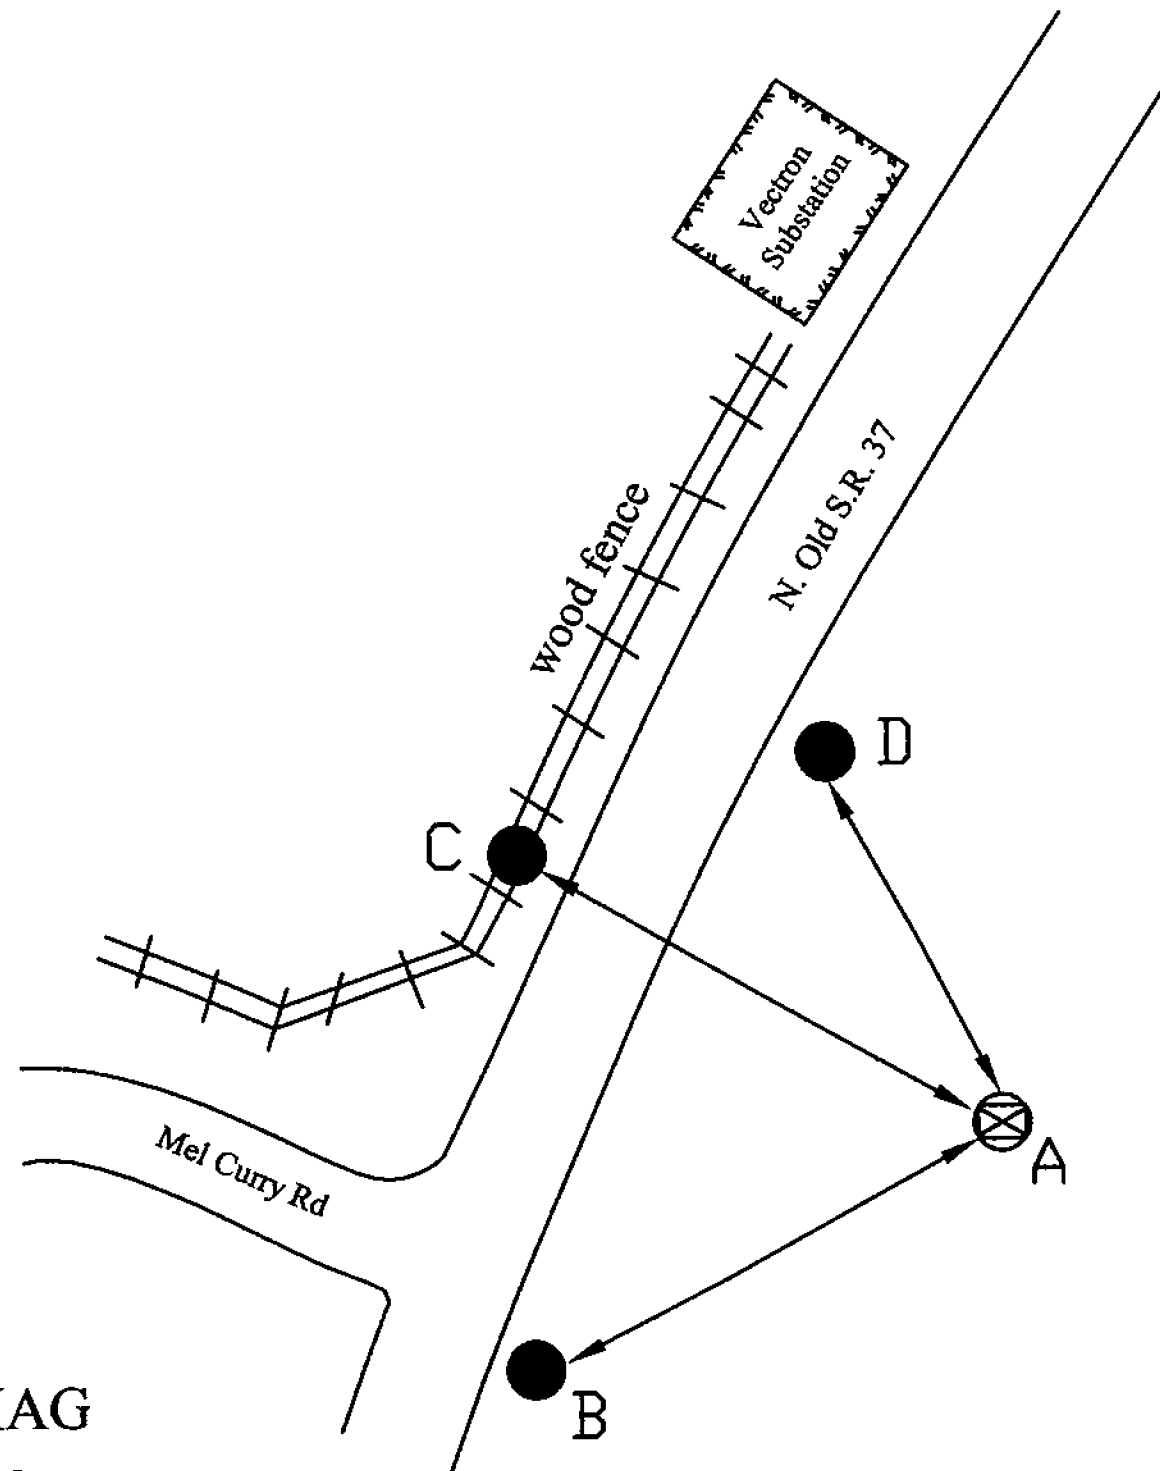 Vectron
Substation
N. Old S.R. 37
wood fence
D
C
A
Mel Curry Rd
B